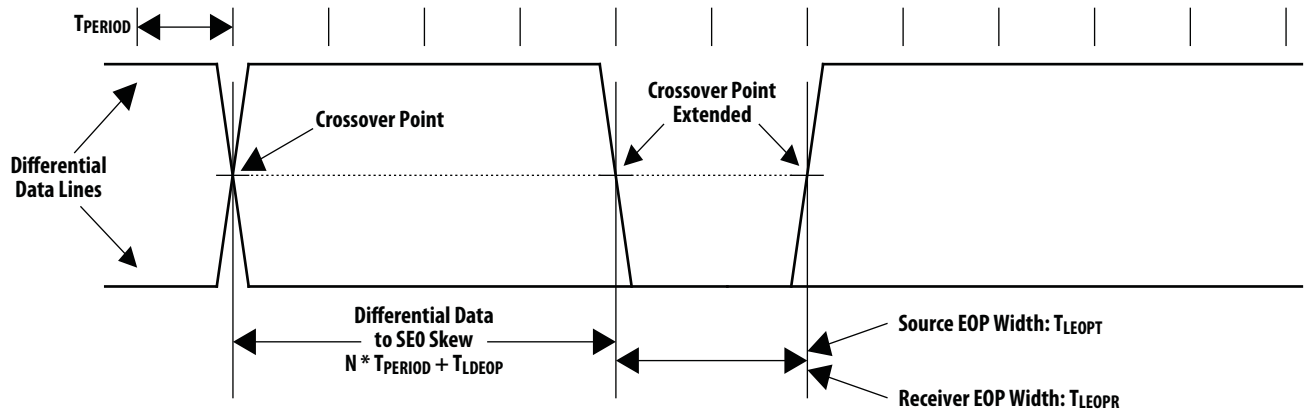 TPERIOD
Crossover Point
Crossover Point
Extended
Differential
Data Lines
Differential Data
to SE0 Skew
N * TPERIOD + TLDEOP
Source EOP Width: TLEOPT
Receiver EOP Width: TLEOPR